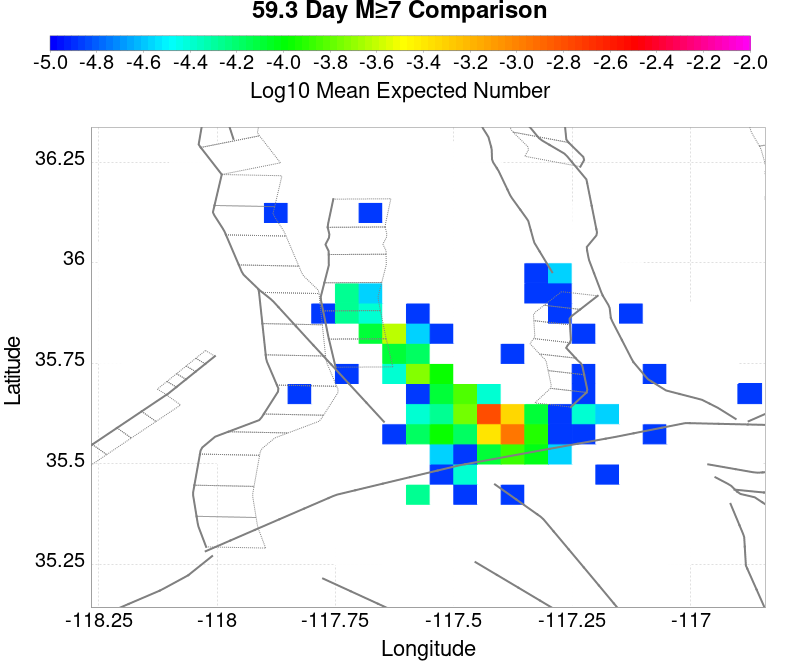 59.3 Day M≥7 Comparison
-5.0 -4.8 -4.6 -4.4 -4.2 -4.0 -3.8 -3.6 -3.4 -3.2 -3.0 -2.8 -2.6 -2.4 -2.2 -2.0
Log10 Mean Expected Number
36.25
36
35.75
35.5
35.25
Latitude
-118.25 -118 -117.75 -117.5 -117.25 -117
Longitude